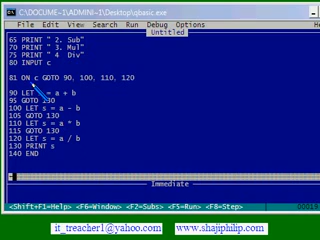 C:\DOCUME~1\ADMINI~1\Desktop\qbasic.exe
File Edit View Search Run Debug Options Help
Untitled
65 PRINT " 2. Sub"
70 PRINT " 3. Mul"
75 PRINT " 4  Div"
80 INPUT c
81 ON c GOTO 90, 100, 110, 120
90 LET = a + b
95 GOTO 130
100 LET s = a - b
105 GOTO 130
110 LET s = a * b
115 GOTO 130
120 LET s = a / b
130 PRINT s
140 END
Immediate
<Shift+F1=Help> <F6=Window> <F2=Subs> <F5=Run> <F8=Step>
it_treacher1@yahoo.com www.shajiphilip.com